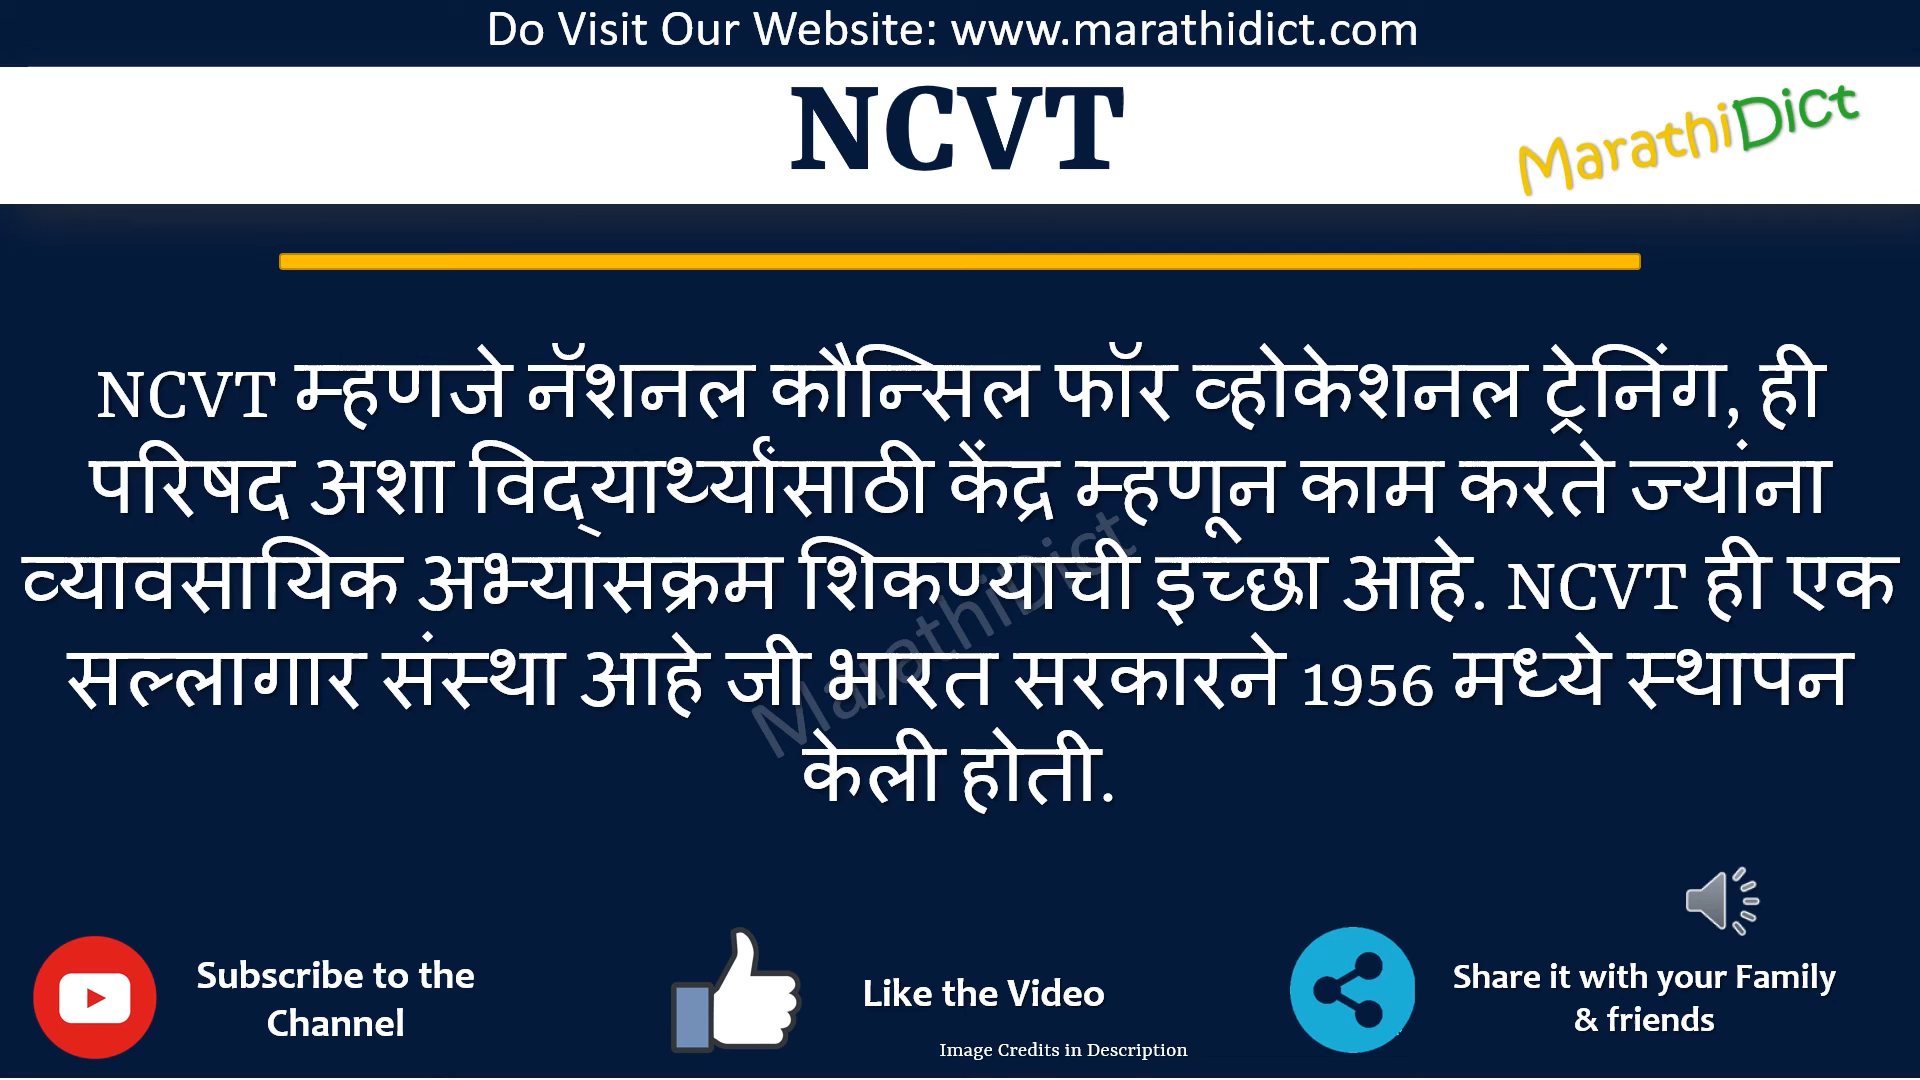 Do Visit Our Website: www.marathidict.com
NCVT
MarathiDict
NCVT म्हणजे नॅशनल कौन्सिल फॉर व्होकेशनल ट्रेनिंग, ही
परिषद अशा विद्यार्थ्यांसाठी केंद्र म्हणून काम करते ज्यांना
व्यावसायिक अभ्यासक्रम शिकण्याची इच्छा आहे. NCVT ही एक
सल्लागार संस्था आहे जी भारत सरकारने 1956 मध्ये स्थापन
केली होती.
MarathiDict
Subscribe to the
Channel
Like the Video
Share it with your Family
& friends
Image Credits in Description